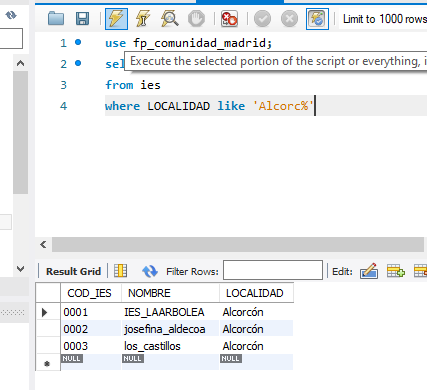 Limit to 1000 rows
1 use fp_comunidad_madrid;
Execute the selected portion of the script or everything, i
2 sel
3 from ies
4 where LOCALIDAD like 'Alcorc%'
Result Grid Filter Rows: Edit:
COD_IES NOMBRE LOCALIDAD
0001 IES_LAARBOLEA Alcorcón
0002 josefina_aldecoa Alcorcón
0003 los_castillos Alcorcón
NULL NULL NULL